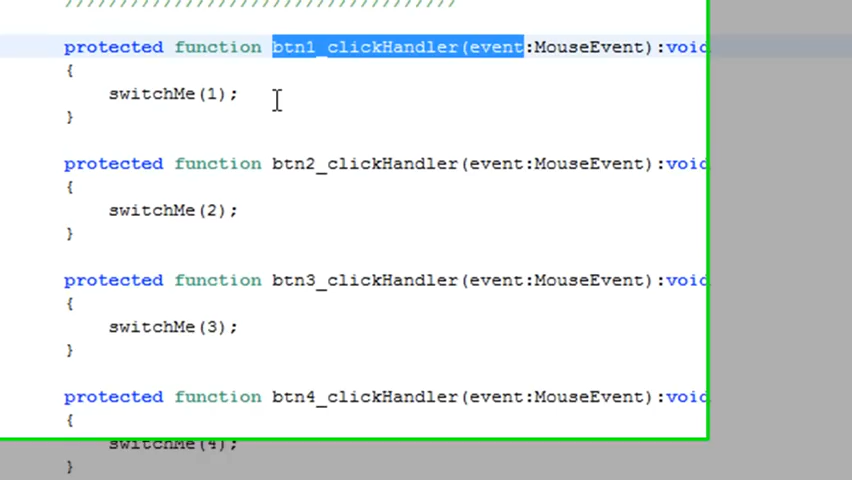 ///////////////////////////////////
protected function btn1_clickHandler(event:MouseEvent):void
{
switchMe(1);
}
protected function btn2_clickHandler(event:MouseEvent):void
{
switchMe(2);
}
protected function btn3_clickHandler(event:MouseEvent):void
{
switchMe(3);
}
protected function btn4_clickHandler(event:MouseEvent):void
{
switchMe(4);
}